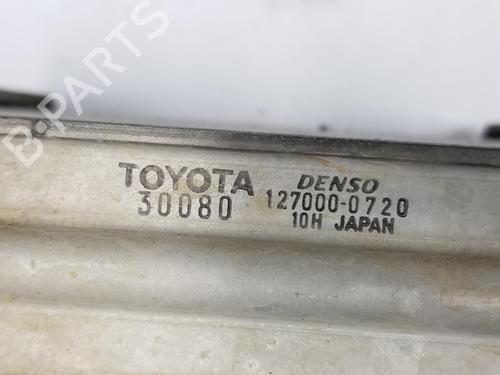 B-PARTS
TOYOTA DENSO
30080 127000-0720
10H JAPAN